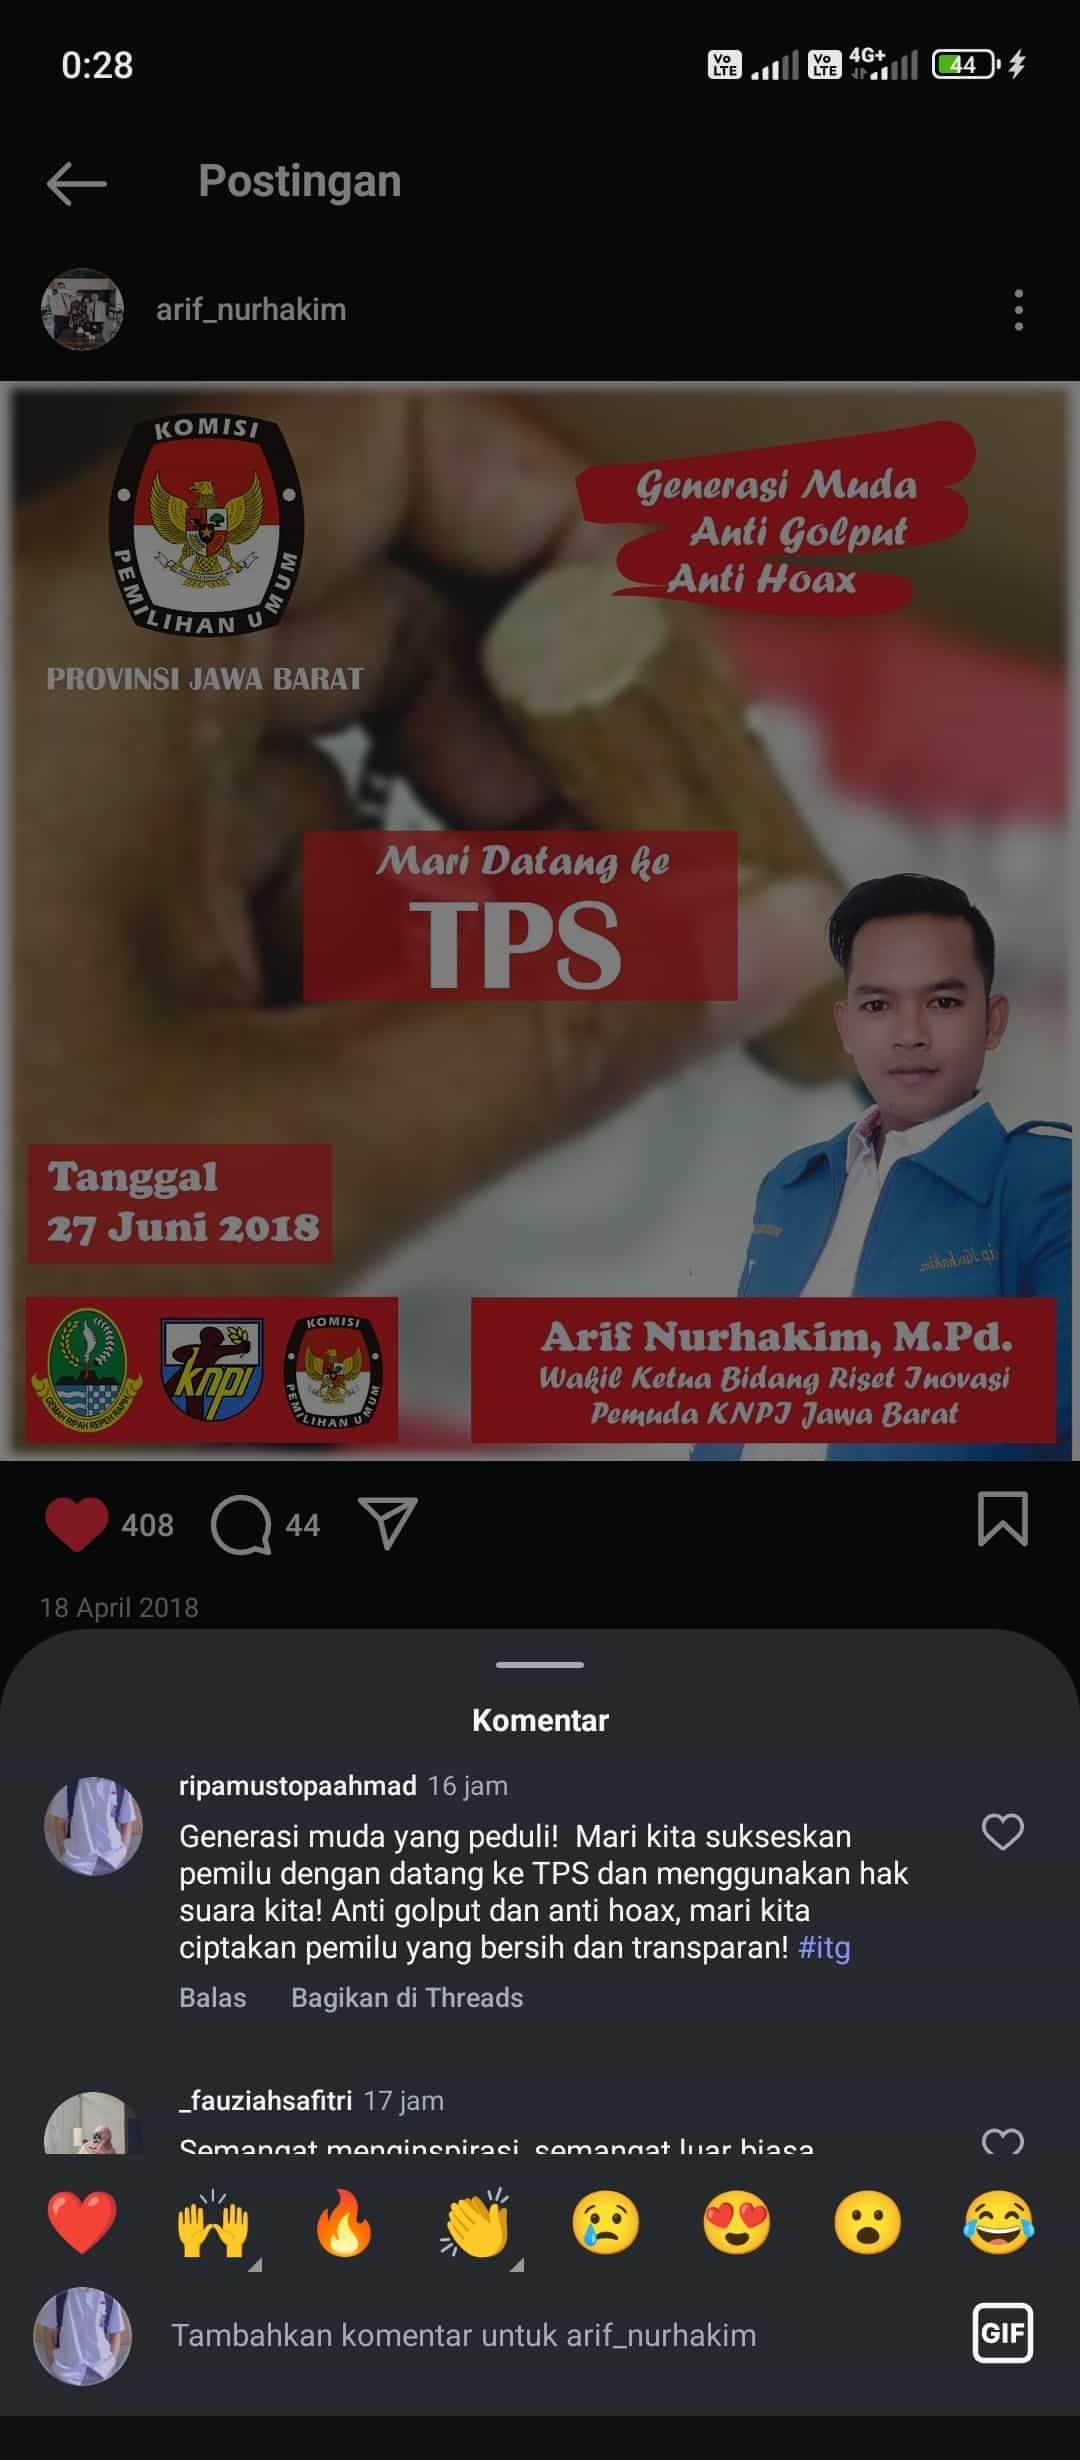 0:28
Vo LTE
Vo LTE
4G+
44
Postingan
arif_nurhakim
KOMISI
PEMILIHAN UMUM
PROVINSI JAWA BARAT
Generasi Muda
Anti Golput
Anti Hoax
Mari Datang ke
TPS
Tanggal
27 Juni 2018
GEMAH RIPAH REPEH RAPIH
knpi
KOMISI
PEMILIHAN UMUM
Arif Nurhakim, M.Pd.
Wakil Ketua Bidang Riset Inovasi
Pemuda KNPI Jawa Barat
408
44
18 April 2018
Komentar
ripamustopaahmad 16 jam
Generasi muda yang peduli!  Mari kita sukseskan
pemilu dengan datang ke TPS dan menggunakan hak
suara kita! Anti golput dan anti hoax, mari kita
ciptakan pemilu yang bersih dan transparan! #itg
Balas Bagikan di Threads
_fauziahsafitri 17 jam
Semangat menginspirasi, semangat luar biasa
Tambahkan komentar untuk arif_nurhakim
GIF